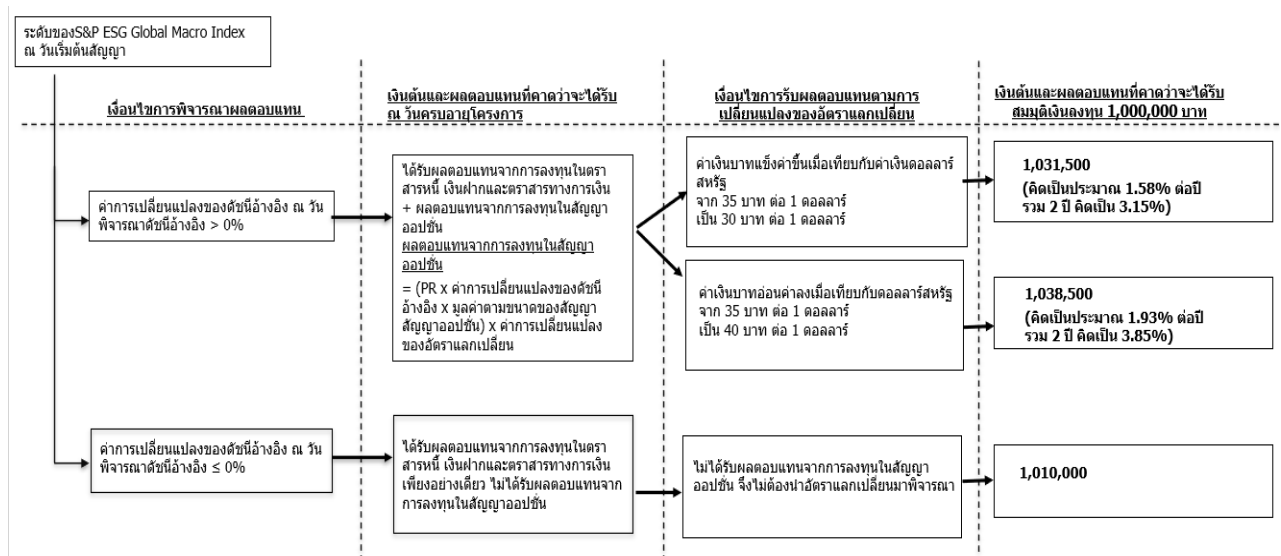 ระดับของS&P ESG Global Macro Index
ณ วันเริ่มต้นสัญญา
เงื่อนไขการพิจารณาผลตอบแทน
เงินต้นและผลตอบแทนที่คาดว่าจะได้รับ
ณ วันครบอายุโครงการ
เงื่อนไขการรับผลตอบแทนตามการ
เปลี่ยนแปลงของอัตราแลกเปลี่ยน
เงินต้นและผลตอบแทนที่คาดว่าจะได้รับ
สมมุติเงินลงทุน 1,000,000 บาท
ค่าการเปลี่ยนแปลงของดัชนีอ้างอิง ณ วัน
พิจารณาดัชนีอ้างอิง > 0%
ได้รับผลตอบแทนจากการลงทุนในตรา
สารหนี้ เงินฝากและตราสารทางการเงิน
+ ผลตอบแทนจากการลงทุนในสัญญา
ออปชั่น
ผลตอบแทนจากการลงทุนในสัญญา
ออปชั่น
= (PR x ค่าการเปลี่ยนแปลงของดัชนี
อ้างอิง x มูลค่าตามขนาดของสัญญา
สัญญาออปชั่น) x ค่าการเปลี่ยนแปลง
ของอัตราแลกเปลี่ยน
ค่าเงินบาทแข็งค่าขึ้นเมื่อเทียบกับค่าเงินดอลลาร์
สหรัฐ
จาก 35 บาท ต่อ 1 ดอลลาร์
เป็น 30 บาท ต่อ 1 ดอลลาร์
1,031,500
(คิดเป็นประมาณ 1.58% ต่อปี
รวม 2 ปี คิดเป็น 3.15%)
ค่าเงินบาทอ่อนค่าลงเมื่อเทียบกับดอลลาร์สหรัฐ
จาก 35 บาท ต่อ 1 ดอลลาร์
เป็น 40 บาท ต่อ 1 ดอลลาร์
1,038,500
(คิดเป็นประมาณ 1.93% ต่อปี
รวม 2 ปี คิดเป็น 3.85%)
ค่าการเปลี่ยนแปลงของดัชนีอ้างอิง ณ วัน
พิจารณาดัชนีอ้างอิง ≤ 0%
ได้รับผลตอบแทนจากการลงทุนในตรา
สารหนี้ เงินฝากและตราสารทางการเงิน
เพียงอย่างเดียว ไม่ได้รับผลตอบแทนจาก
การลงทุนในสัญญาออปชั่น
ไม่ได้รับผลตอบแทนจากการลงทุนในสัญญา
ออปชั่น จึงไม่ต้องนำอัตราแลกเปลี่ยนมาพิจารณา
1,010,000